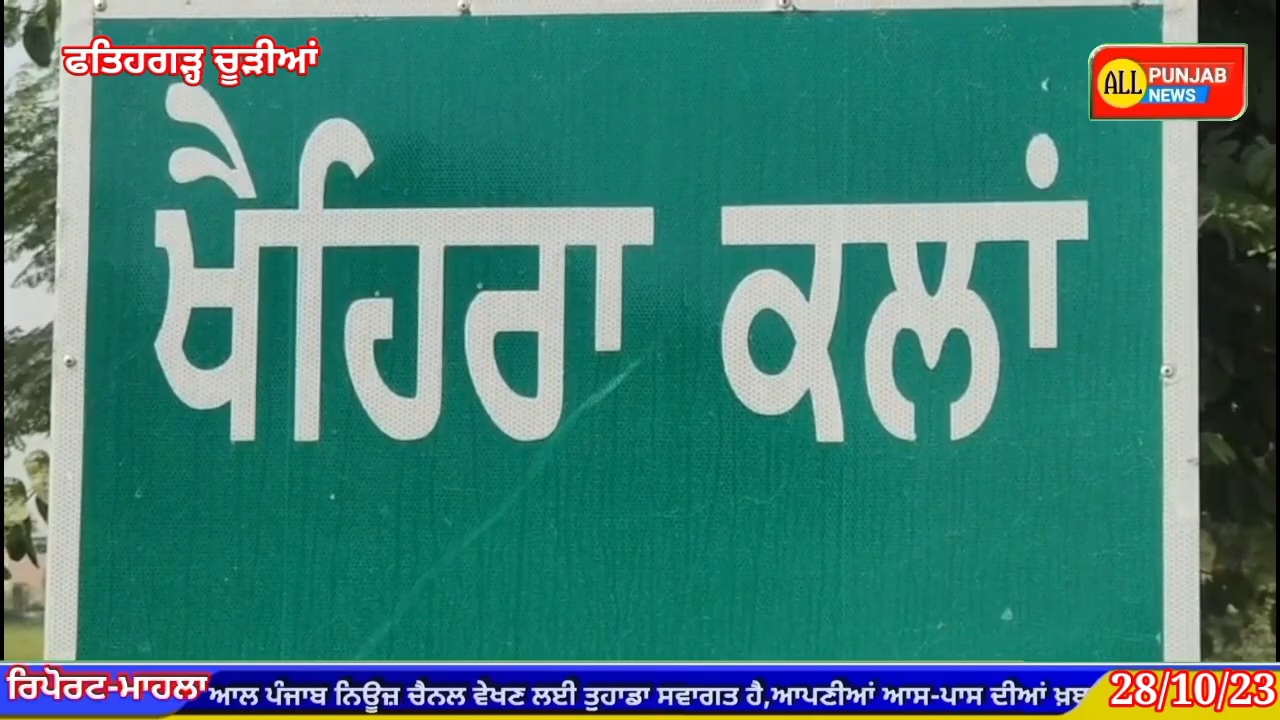 ਫਤਿਹਗੜ੍ਹ ਚੂੜੀਆਂ
ALL PUNJAB NEWS
ਖੈਹਿਰਾ ਕਲਾਂ
ਰਿਪੋਰਟ-ਮਾਹਲਾ
ਆਲ ਪੰਜਾਬ ਨਿਊਜ਼ ਚੈਨਲ ਵੇਖਣ ਲਈ ਤੁਹਾਡਾ ਸਵਾਗਤ ਹੈ,ਆਪਣੀਆਂ ਆਸ-ਪਾਸ ਦੀਆਂ
28/10/23